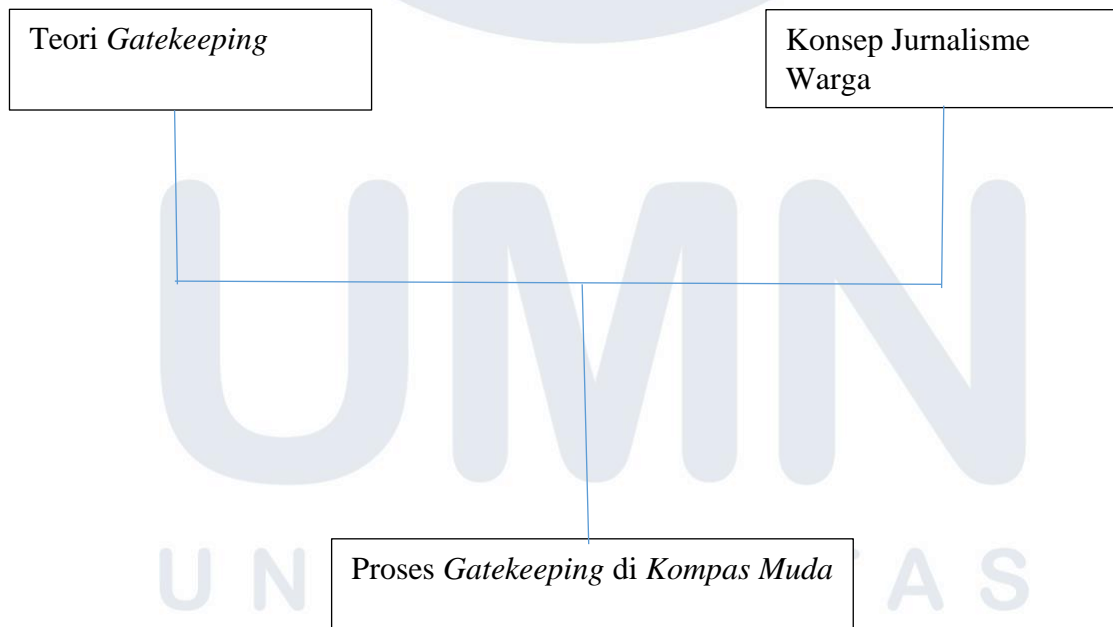 Teori Gatekeeping
Konsep Jurnalisme
Warga
UMN
Proses Gatekeeping di Kompas Muda
U N
A S